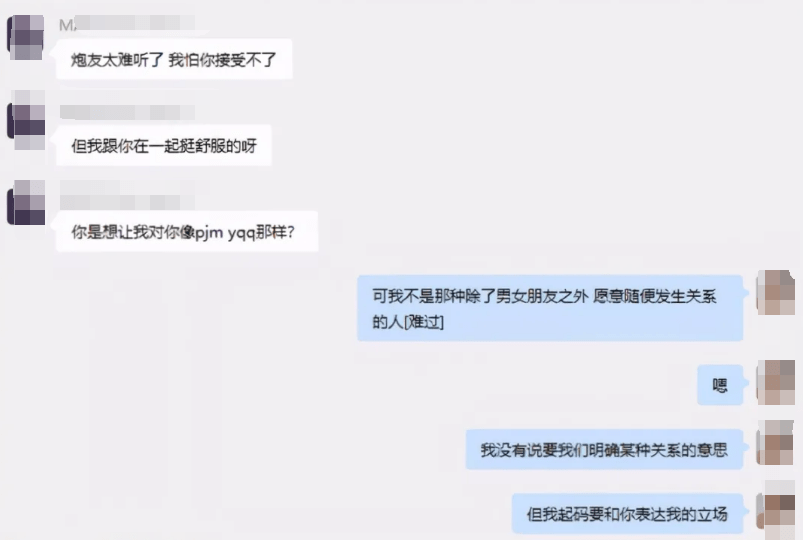 炮友太难听了 我怕你接受不了
但我跟你在一起挺舒服的呀
你是想让我对你像pjm yqq那样?
可我不是那种除了男女朋友之外 愿意随便发生关系
的人[难过]
嗯
我没有说要我们明确某种关系的意思
但我起码要和你表达我的立场